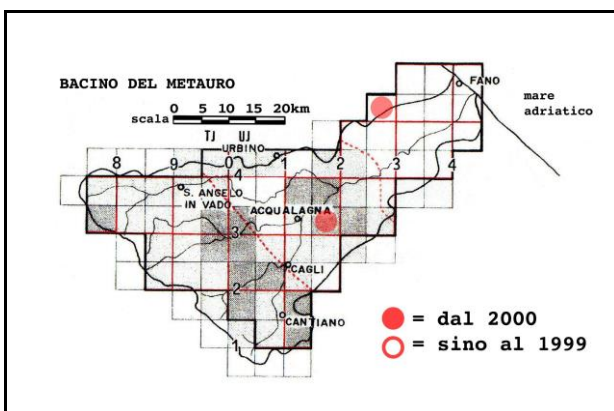 BACINO DEL METAURO
FANO
mare
adriatico
0 5 10 15 20km
scala
TJ UJ
URBINO
8 9 0 1 2 3 4
4
S. ANGELO
IN VADO
ACQUALAGNA
3
CAGLI
2
CANTIANO
1
= dal 2000
= sino al 1999